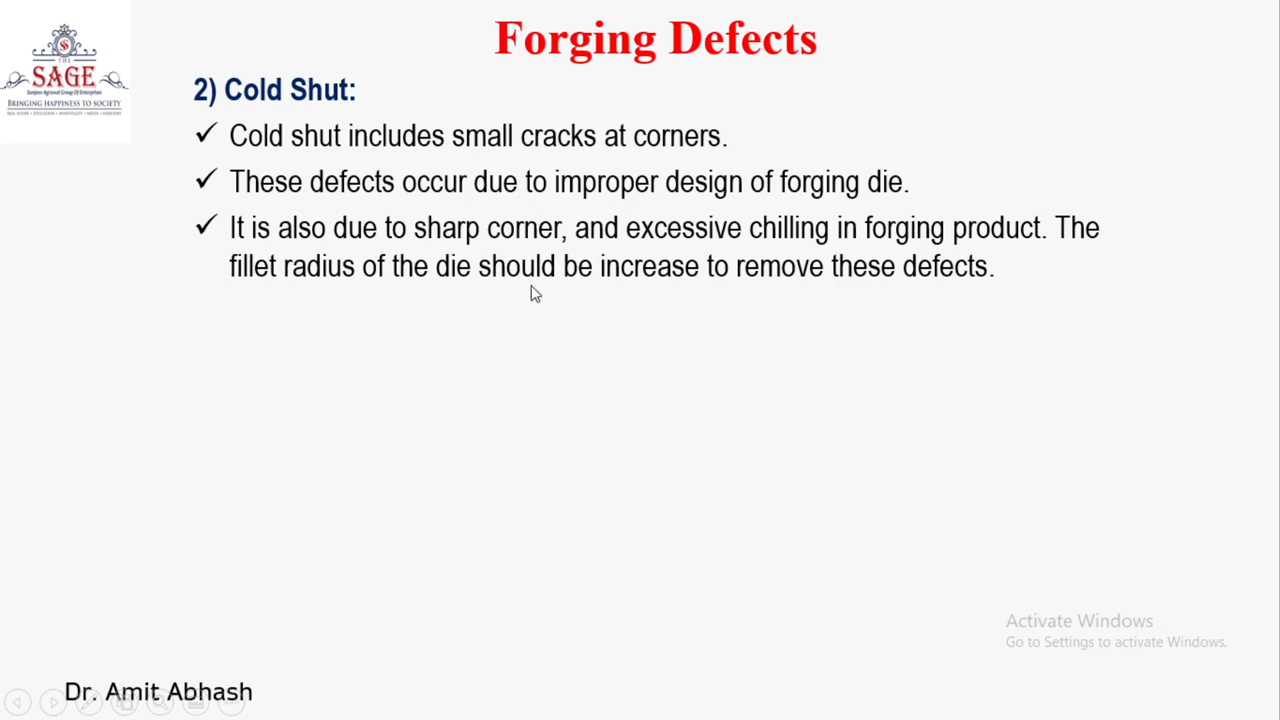 Forging Defects
THE
SAGE
Sanjeev Agrawal Group Of Enterprises
BRINGING HAPPINESS TO SOCIETY
REAL ESTATE • EDUCATION • HOSPITALITY • MEDIA • INDUSTRIES
2) Cold Shut:
✓ Cold shut includes small cracks at corners.
✓ These defects occur due to improper design of forging die.
✓ It is also due to sharp corner, and excessive chilling in forging product. The
fillet radius of the die should be increase to remove these defects.
Activate Windows
Go to Settings to activate Windows.
Dr. Amit Abhash